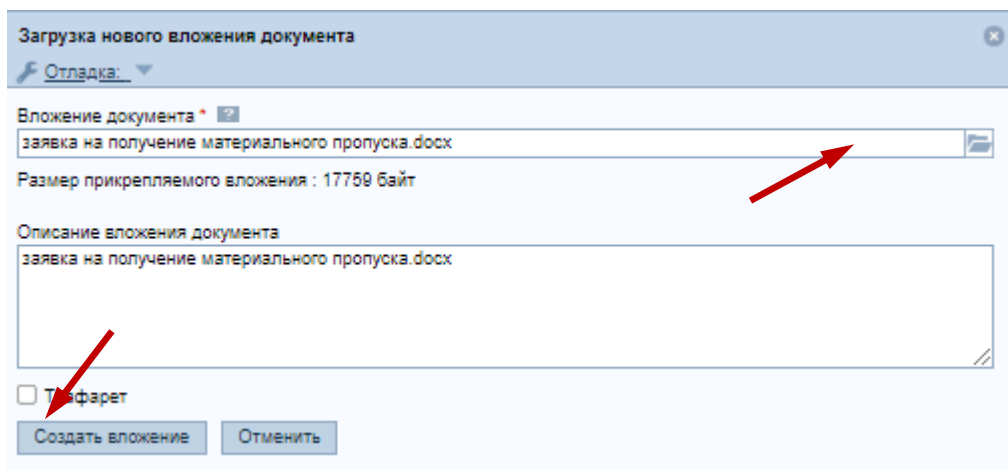 Загрузка нового вложения документа
Отладка:
Вложение документа * ?
заявка на получение материального пропуска.docx
Размер прикрепляемого вложения : 17759 байт
Описание вложения документа
заявка на получение материального пропуска.docx
Трафарет
Создать вложение Отменить